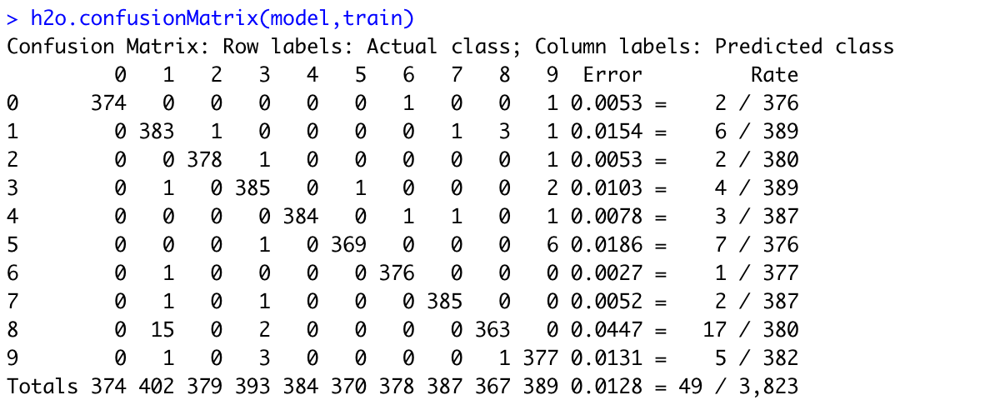 > h2o.confusionMatrix(model,train)
Confusion Matrix: Row labels: Actual class; Column labels: Predicted class
         0   1   2   3   4   5   6   7   8   9  Error         Rate
0      374   0   0   0   0   0   1   0   0   1 0.0053 =    2 / 376
1        0 383   1   0   0   0   0   1   3   1 0.0154 =    6 / 389
2        0   0 378   1   0   0   0   0   0   1 0.0053 =    2 / 380
3        0   1   0 385   0   1   0   0   0   2 0.0103 =    4 / 389
4        0   0   0   0 384   0   1   1   0   1 0.0078 =    3 / 387
5        0   0   0   1   0 369   0   0   0   6 0.0186 =    7 / 376
6        0   1   0   0   0   0 376   0   0   0 0.0027 =    1 / 377
7        0   1   0   1   0   0   0 385   0   0 0.0052 =    2 / 387
8        0  15   0   2   0   0   0   0 363   0 0.0447 =   17 / 380
9        0   1   0   3   0   0   0   0   1 377 0.0131 =    5 / 382
Totals 374 402 379 393 384 370 378 387 367 389 0.0128 = 49 / 3,823